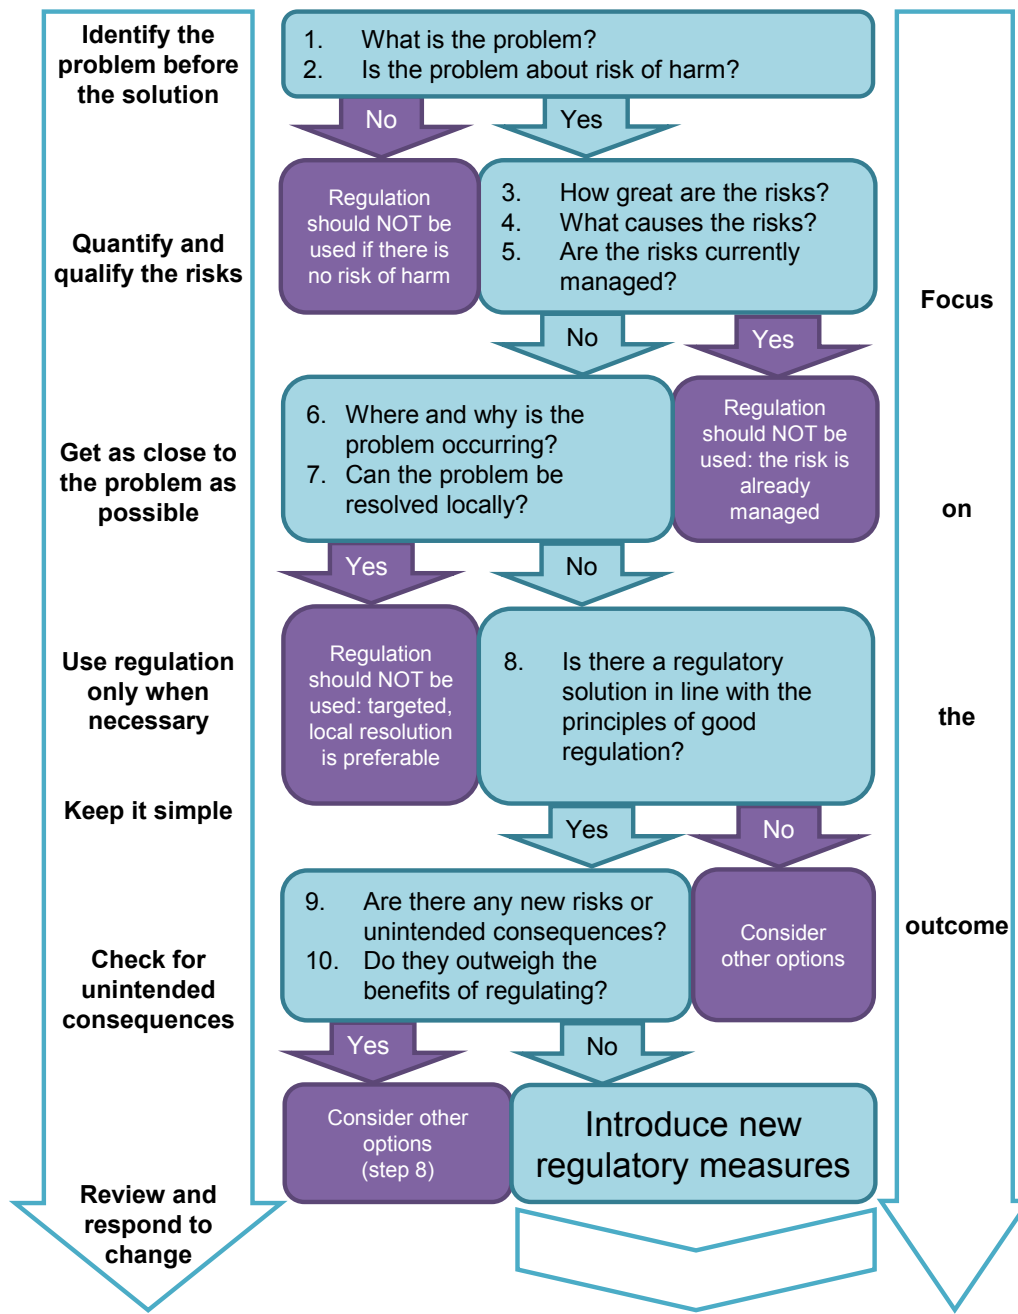 Identify the
problem before
the solution
1. What is the problem?
2. Is the problem about risk of harm?
No
Yes
Quantify and
qualify the risks
Regulation
should NOT be
used if there is
no risk of harm
3. How great are the risks?
4. What causes the risks?
5. Are the risks currently
managed?
No
Yes
Get as close to
the problem as
possible
6. Where and why is the
problem occurring?
7. Can the problem be
resolved locally?
Regulation
should NOT be
used: the risk is
already
managed
Yes
No
Use regulation
only when
necessary
Regulation
should NOT be
used: targeted,
local resolution
is preferable
8. Is there a regulatory
solution in line with the
principles of good
regulation?
Keep it simple
Yes
No
Check for
unintended
consequences
9. Are there any new risks or
unintended consequences?
10. Do they outweigh the
benefits of regulating?
Consider
other options
Yes
No
Consider other
options
(step 8)
Introduce new
regulatory measures
Review and
respond to
change
Focus
on
the
outcome